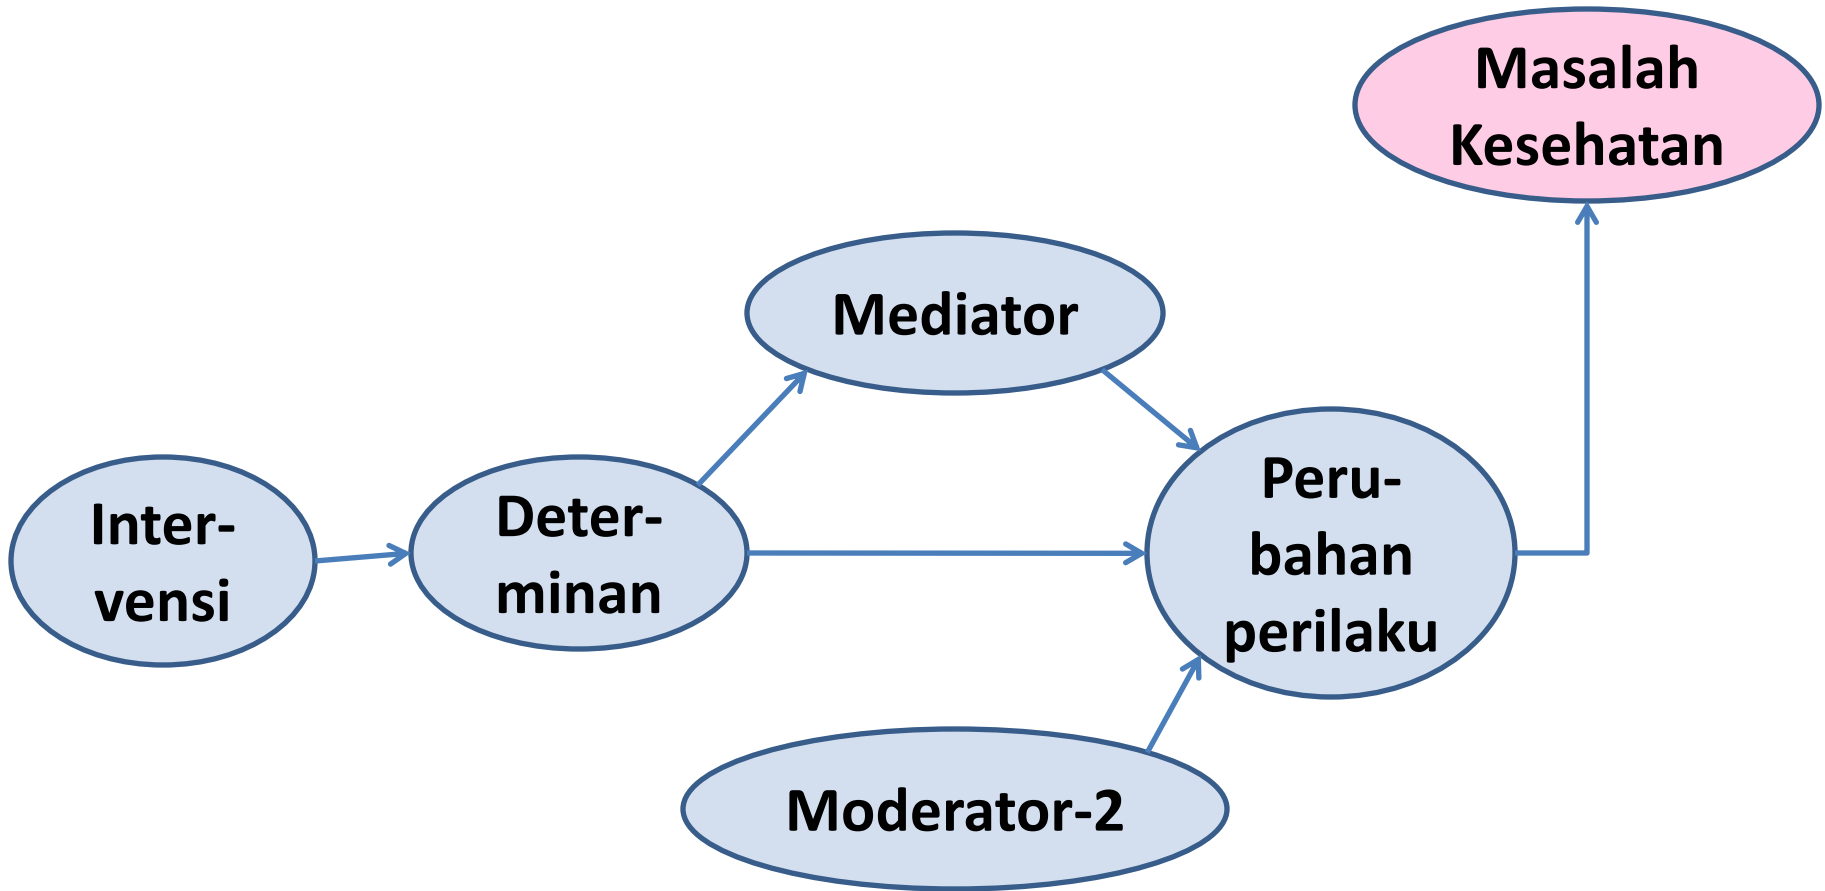 Masalah
Kesehatan
Mediator
Inter-
vensi
Deter-
minan
Peru-
bahan
perilaku
Moderator-2